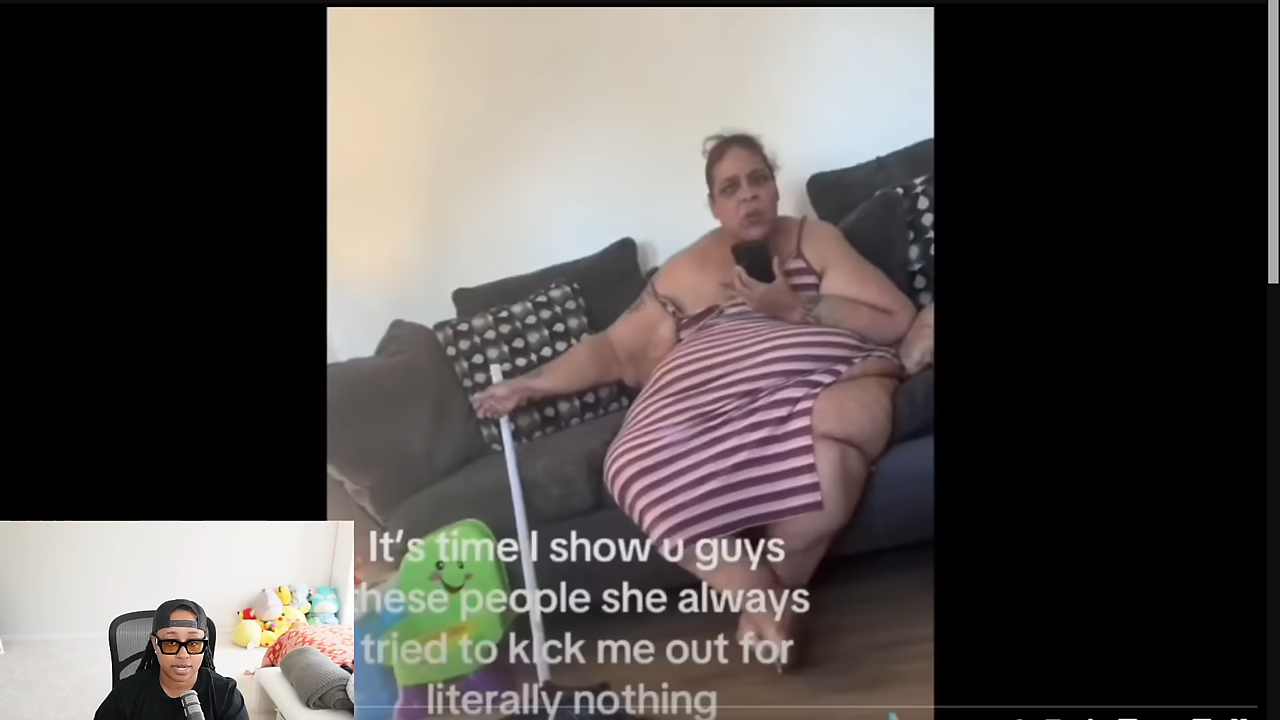 It's time I show u guys
these people she always
tried to kick me out for
literally nothing